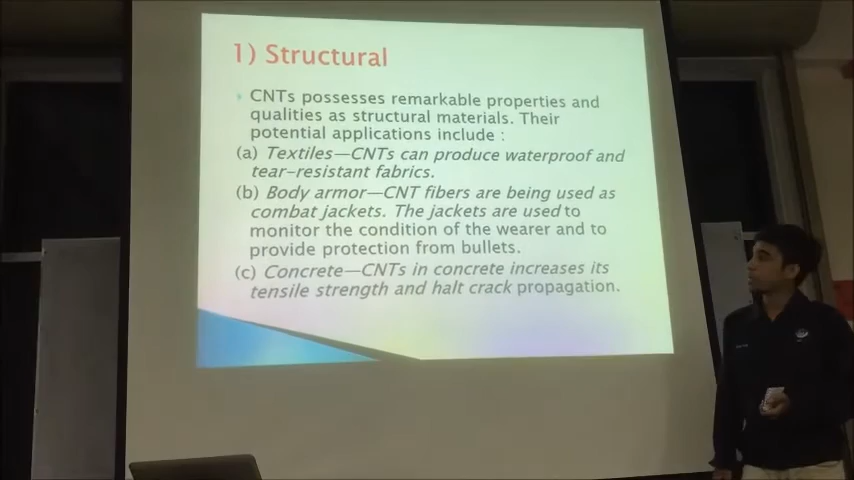 1) Structural
CNTs possesses remarkable properties and
qualities as structural materials. Their
potential applications include :
(a) Textiles—CNTs can produce waterproof and
tear-resistant fabrics.
(b) Body armor—CNT fibers are being used as
combat jackets. The jackets are used to
monitor the condition of the wearer and to
provide protection from bullets.
(c) Concrete—CNTs in concrete increases its
tensile strength and halt crack propagation.